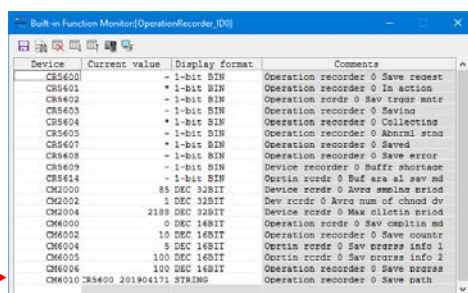 Built-in Function Monitor:[OperationRecorder_ID0]
Device Current value Display format Comments
CR5600 - 1-bit BIN Operation recorder 0 Save reqest
CR5601 * 1-bit BIN Operation recorder 0 In action
CR5602 - 1-bit BIN Operation rcrdr 0 Sav trggr mntr
CR5603 - 1-bit BIN Operation recorder 0 Saving
CR5604 * 1-bit BIN Operation recorder 0 Collecting
CR5605 - 1-bit BIN Operation recorder 0 Abnrml stng
CR5607 * 1-bit BIN Operation recorder 0 Saved
CR5608 - 1-bit BIN Operation recorder 0 Save error
CR5609 - 1-bit BIN Device recorder 0 Buffr shortage
CR5614 - 1-bit BIN Oprtin rcrdr 0 Buf ara al sav md
CM2000 85 DEC 32BIT Device rcrdr 0 Avrg smplng priod
CM2002 1 DEC 32BIT Dev rcrdr 0 Avrg num of chngd dv
CM2004 2188 DEC 32BIT Device rcrdr 0 Max cllctin priod
CM6000 0 DEC 16BIT Operation rcrdr 0 Sav cmpltin md
CM6002 10 DEC 16BIT Operation recorder 0 Save countr
CM6004 5 DEC 16BIT Oprtin rcrdr 0 Sav prgrss info 1
CM6005 100 DEC 16BIT Oprtin rcrdr 0 Sav prgrss info 2
CM6006 100 DEC 16BIT Operation recorder 0 Save prgrss
CM6010 CR5600 201904171 STRING Operation recorder 0 Save path